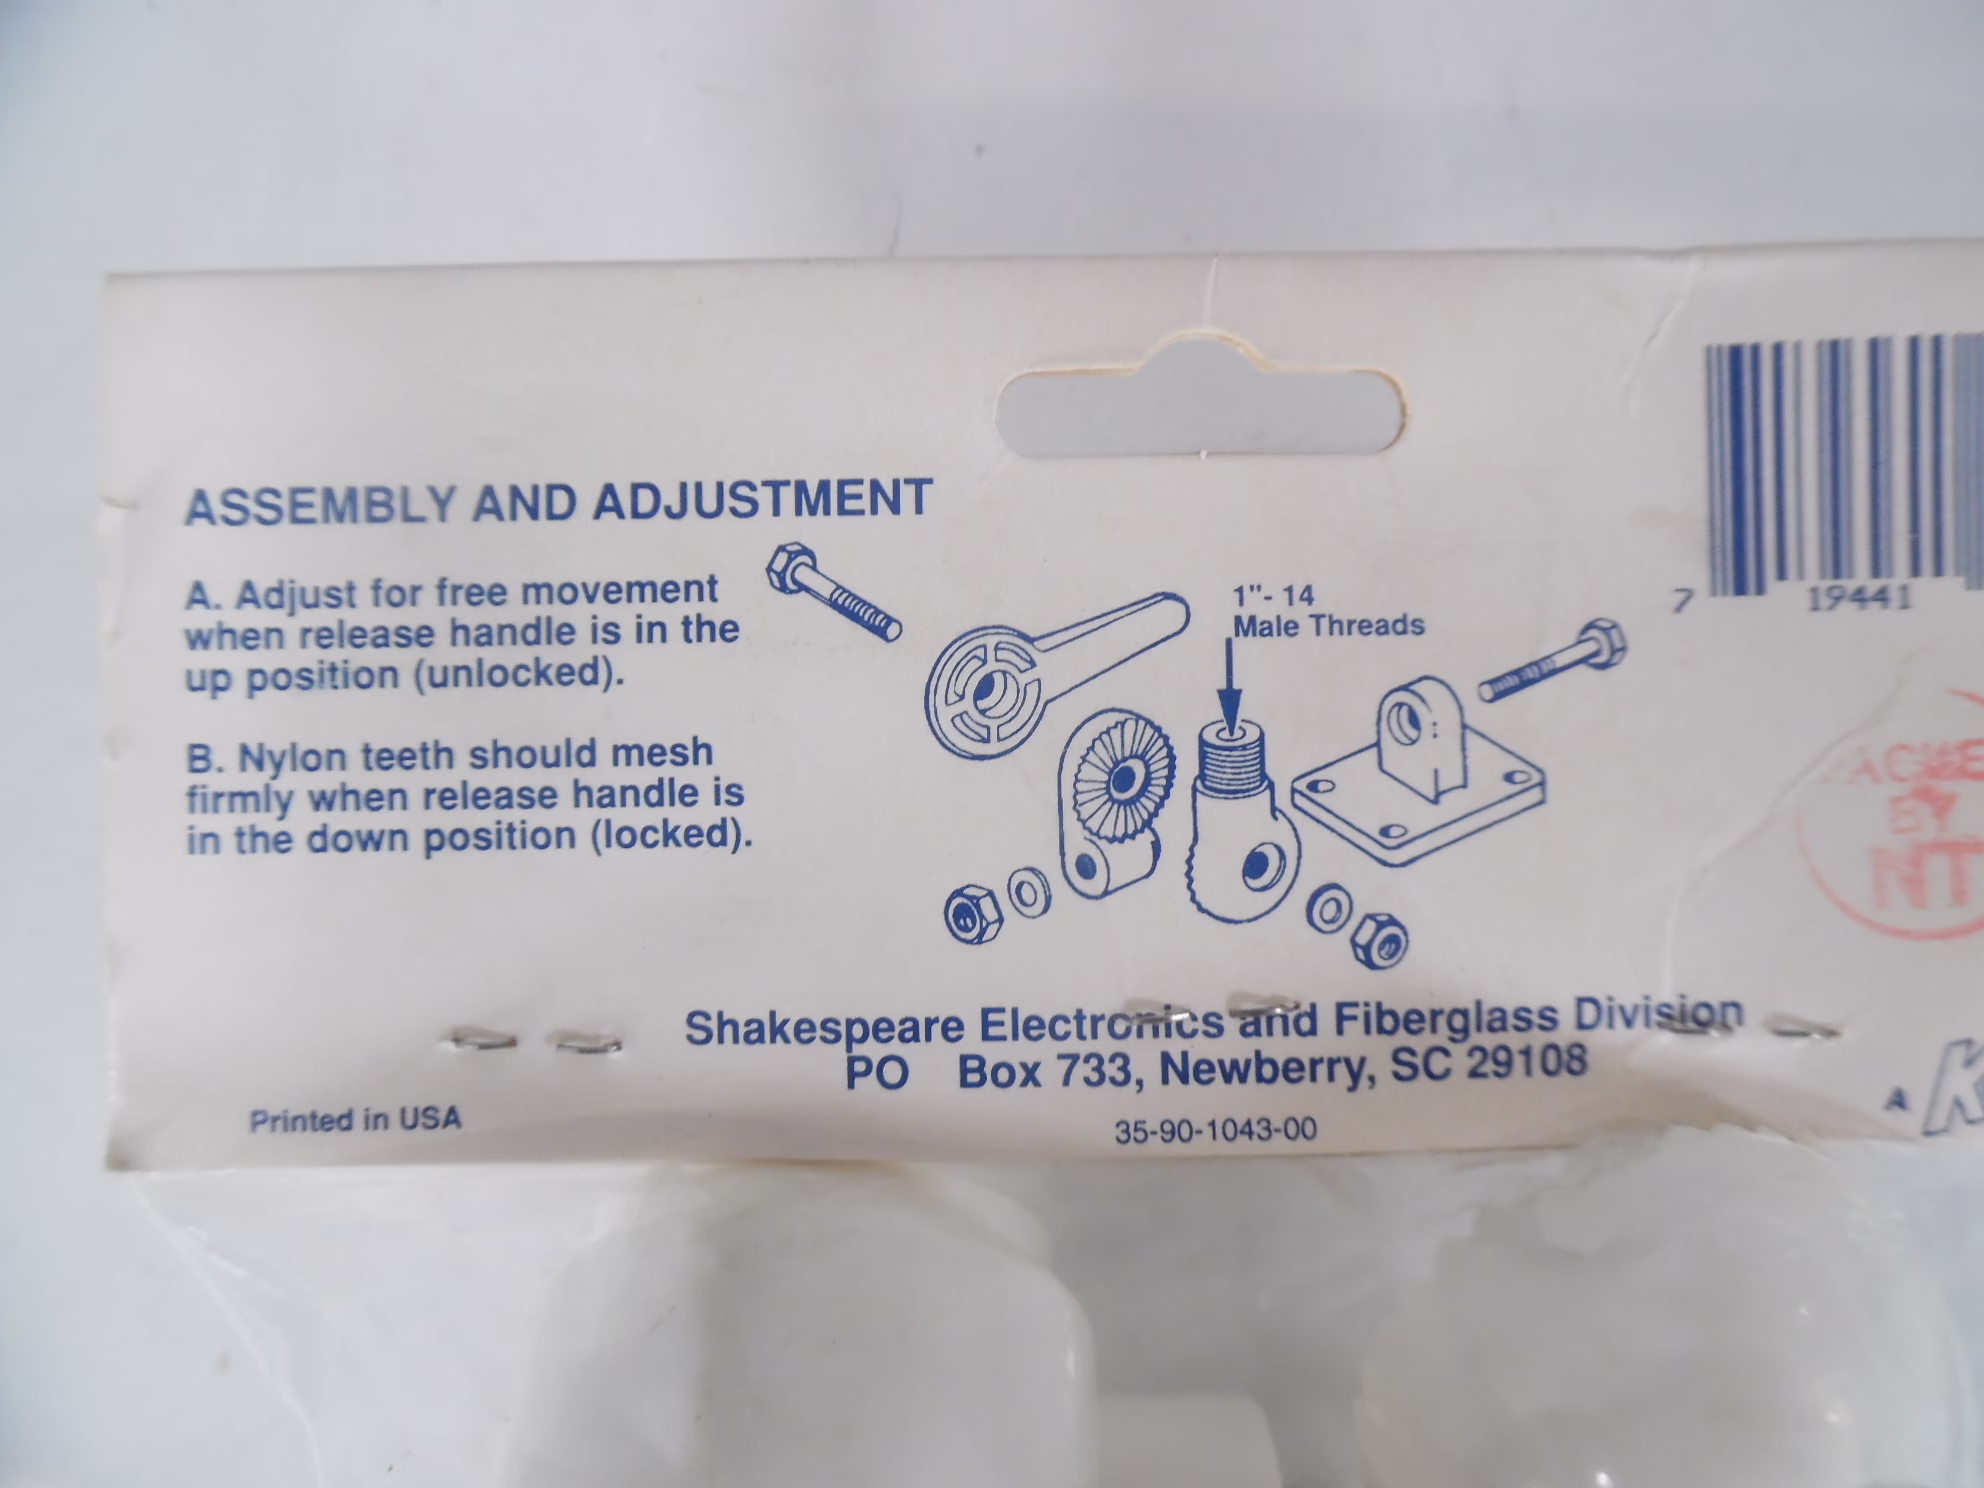 ASSEMBLY AND ADJUSTMENT
A. Adjust for free movement
when release handle is in the
up position (unlocked).
B. Nylon teeth should mesh
firmly when release handle is
in the down position (locked).
1"- 14
Male Threads
7 19441
BY
NT
Shakespeare Electronics and Fiberglass Division
PO Box 733, Newberry, SC 29108
Printed in USA
35-90-1043-00
A K